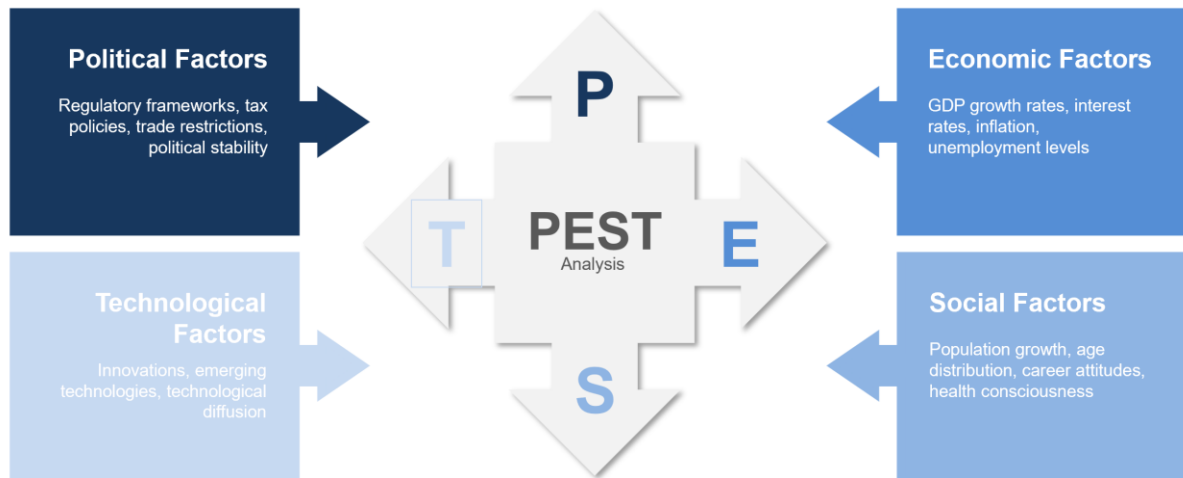 Political Factors
Regulatory frameworks, tax
policies, trade restrictions,
political stability
P
Economic Factors
GDP growth rates, interest
rates, inflation,
unemployment levels
T
PEST
Analysis
E
Technological
Factors
Innovations, emerging
technologies, technological
diffusion
S
Social Factors
Population growth, age
distribution, career attitudes,
health consciousness